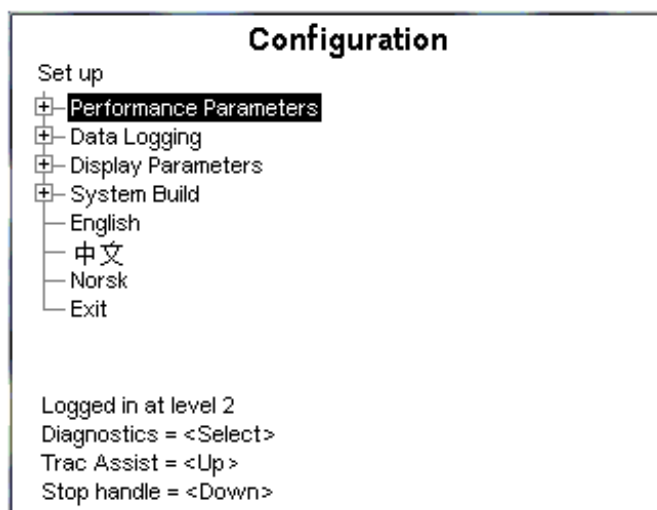 Configuration
Set up
Performance Parameters
Data Logging
Display Parameters
System Build
English
中文
Norsk
Exit
Logged in at level 2
Diagnostics = <Select>
Trac Assist = <Up>
Stop handle = <Down>